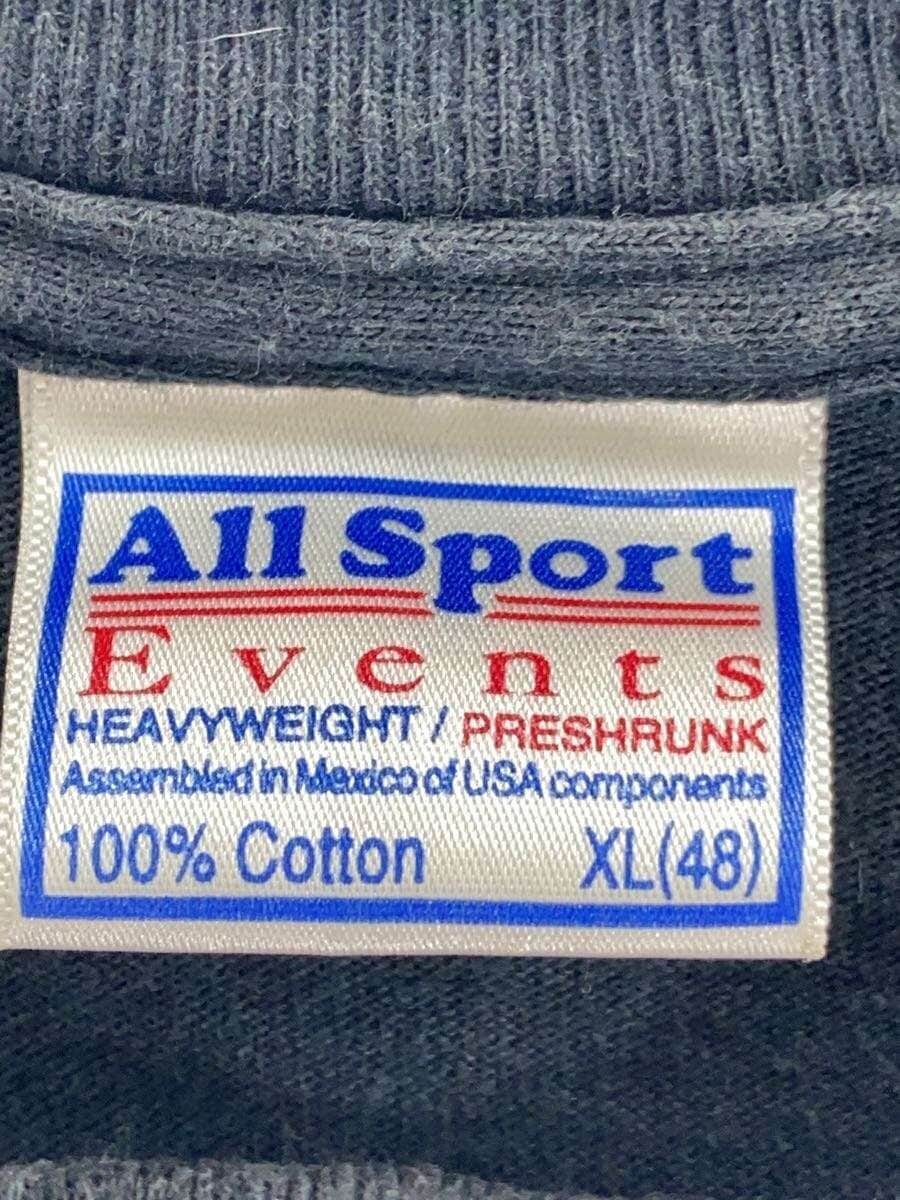 All Sport
Events
HEAVYWEIGHT / PRESHRUNK
Assembled in Mexico of USA components
100% Cotton XL(48)